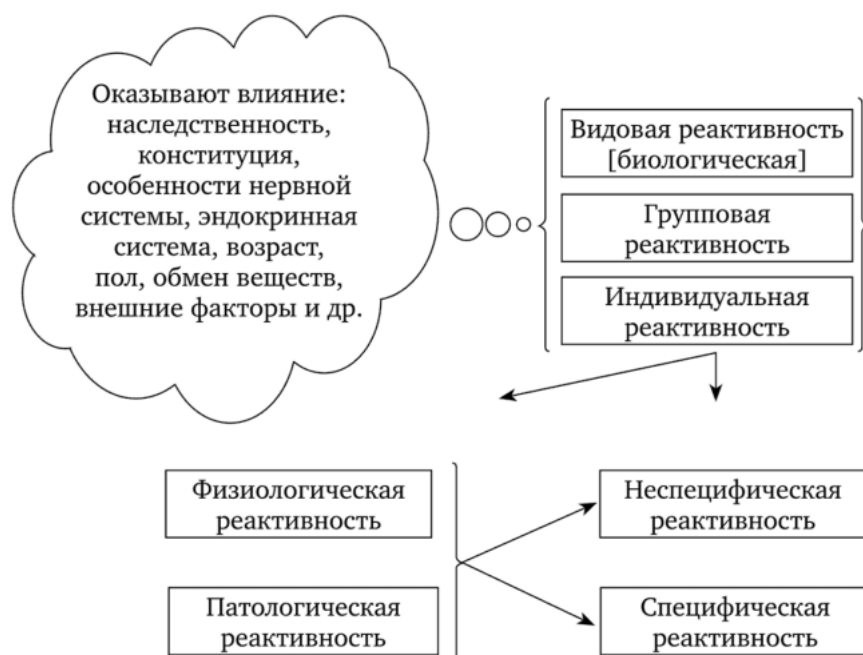 Оказывают влияние:
наследственность,
конституция,
особенности нервной
системы, эндокринная
система, возраст,
пол, обмен веществ,
внешние факторы и др.
Видовая реактивность
[биологическая]
Групповая
реактивность
Индивидуальная
реактивность
Физиологическая
реактивность
Неспецифическая
реактивность
Патологическая
реактивность
Специфическая
реактивность